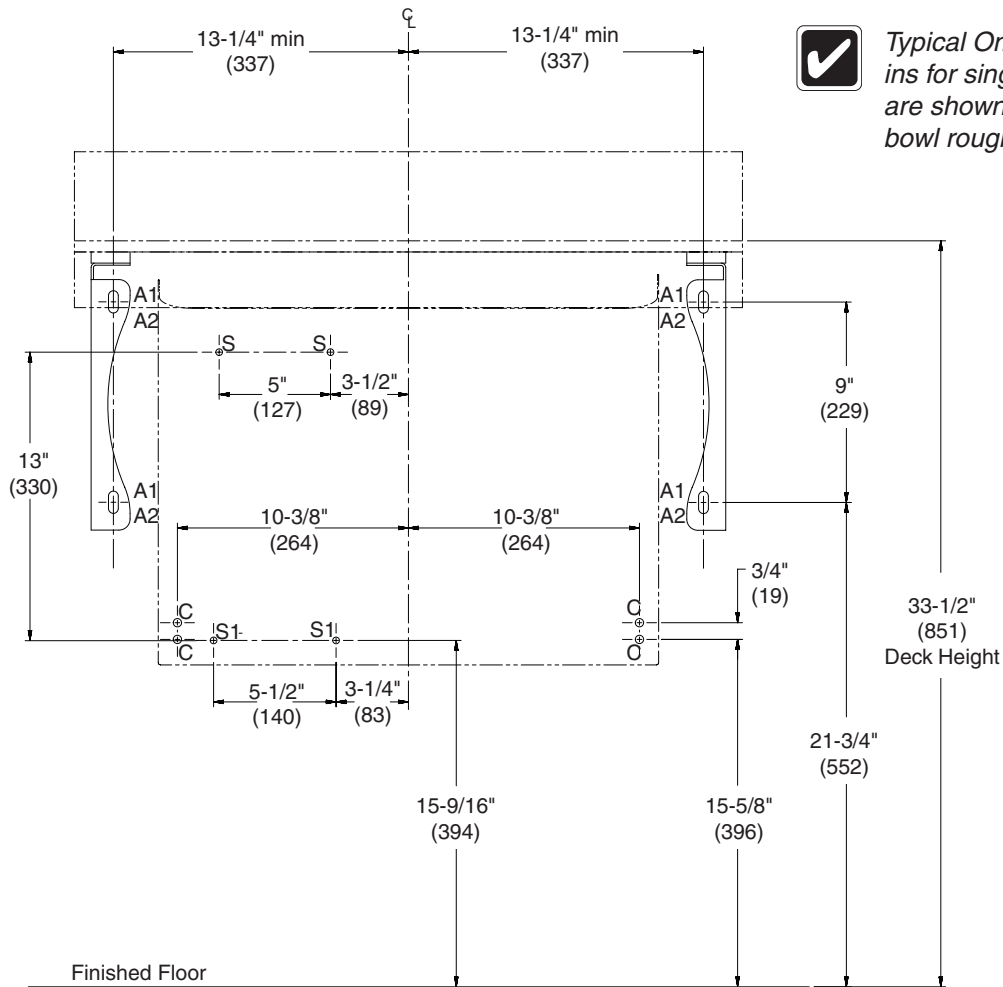 ℄
13-1/4" min
(337)
13-1/4" min
(337)
Typical On
ins for sing
are shown
bowl rough
A1
A2
A1
A2
S
S
5"
(127)
3-1/2"
(89)
9"
(229)
13"
(330)
A1
A2
A1
A2
10-3/8"
(264)
10-3/8"
(264)
3/4"
(19)
C
C
S1
S1
C
C
33-1/2"
(851)
Deck Height
5-1/2"
(140)
3-1/4"
(83)
21-3/4"
(552)
15-9/16"
(394)
15-5/8"
(396)
Finished Floor